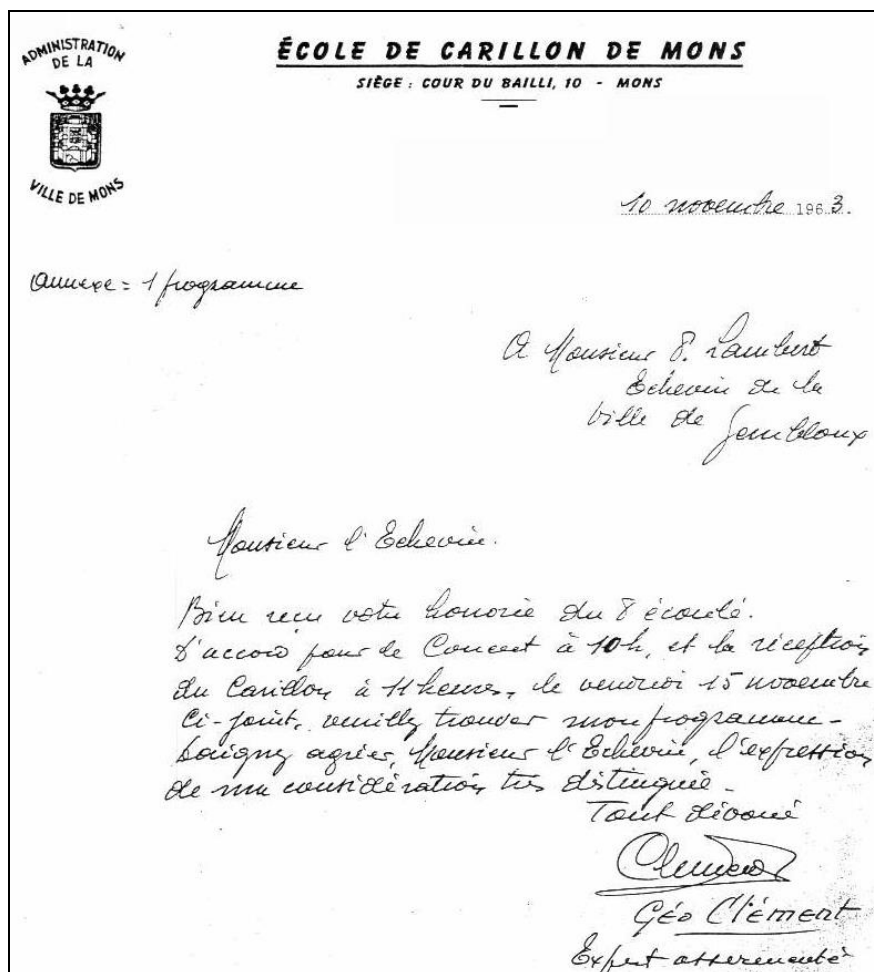 ADMINISTRATION
DE LA
VILLE DE MONS
ÉCOLE DE CARILLON DE MONS
SIÈGE : COUR DU BAILLI, 10 - MONS
10 novembre 1963.
Annexe = 1 programme
A Monsieur Lambert
Echevin de la
Ville de Gembloux
Monsieur l'Echevin.
Bien reçu votre honorée du 8 écoulé.
D'accord pour le Concert à 10h, et la réception
du Carillon à 11 heures, le vendredi 15 novembre
Ci-joint, veuillez trouver mon programme -
Daignez agréer, Monsieur l'Echevin, l'expression
de ma considération très distinguée -
Tout dévoué
Géo Clément
Expert assermenté